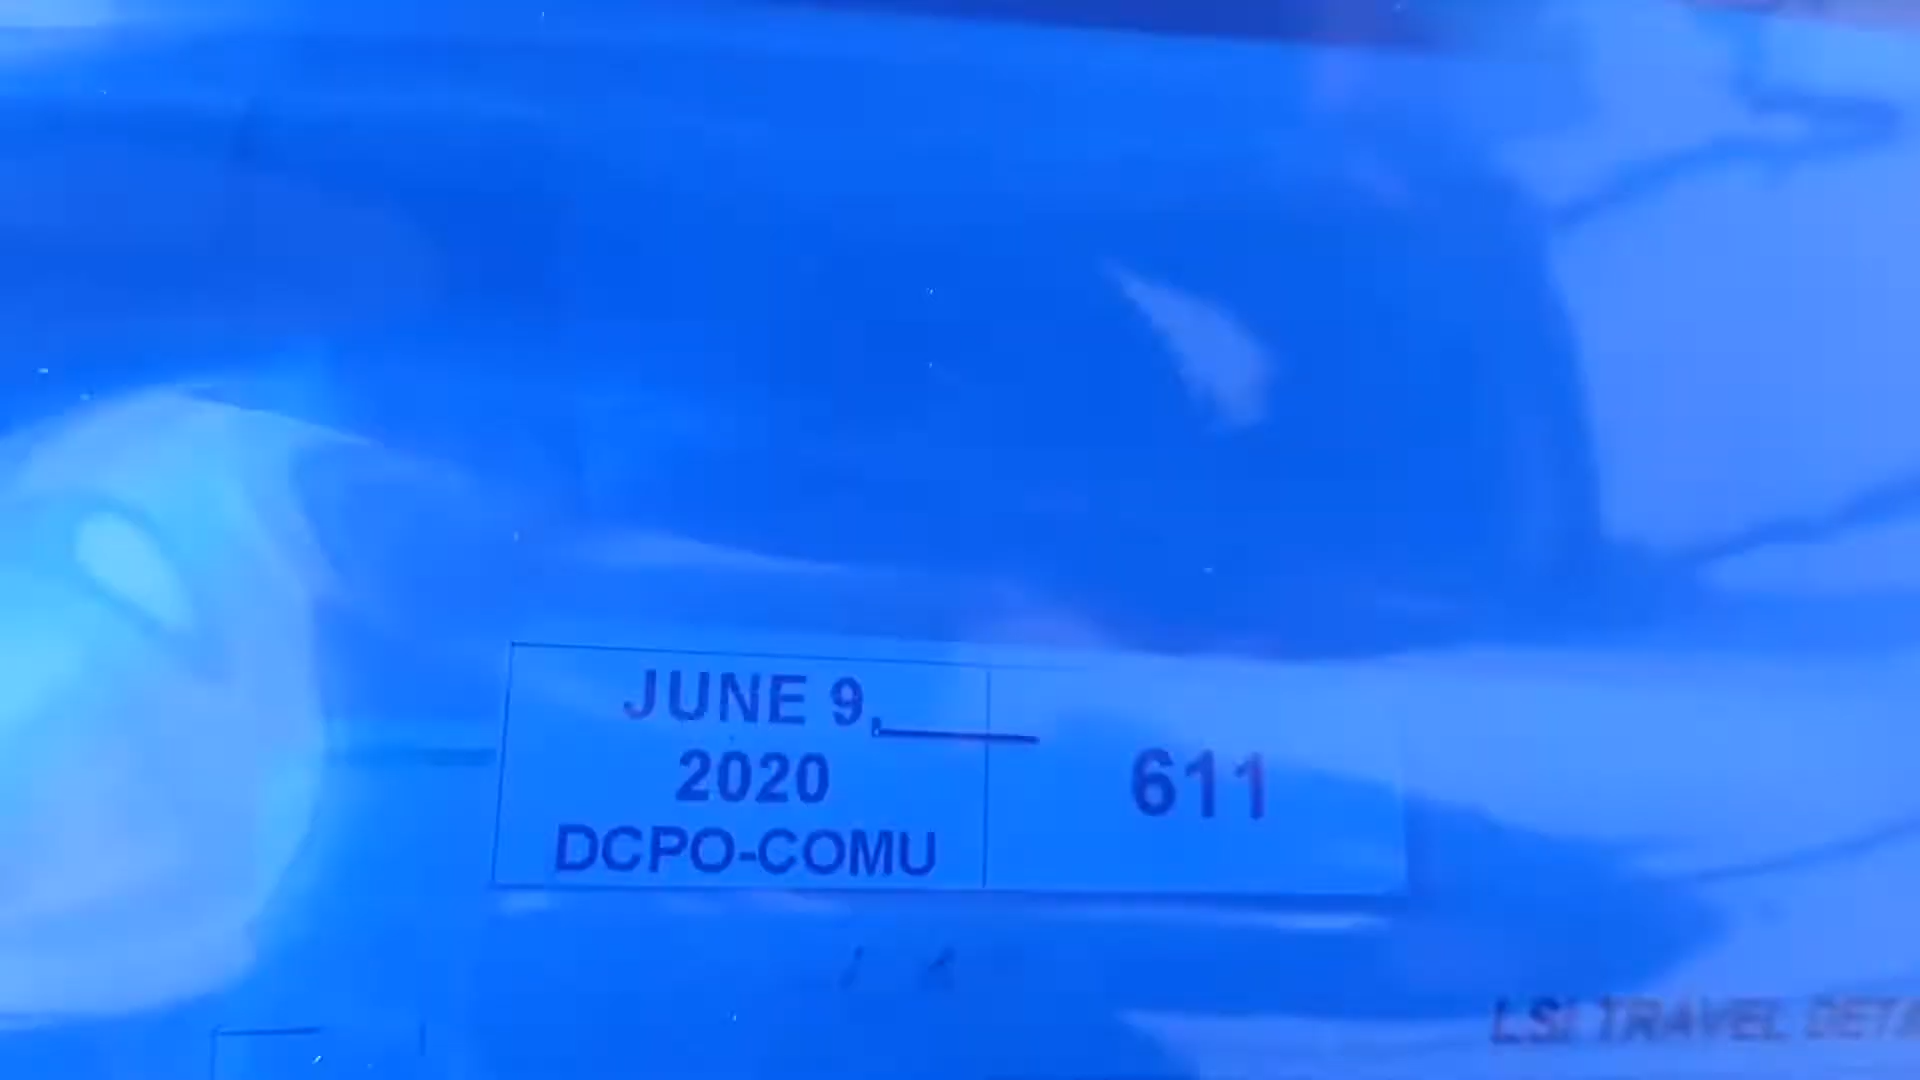 JUNE 9,
2020
DCPO-COMU
611
LSI TRAVEL